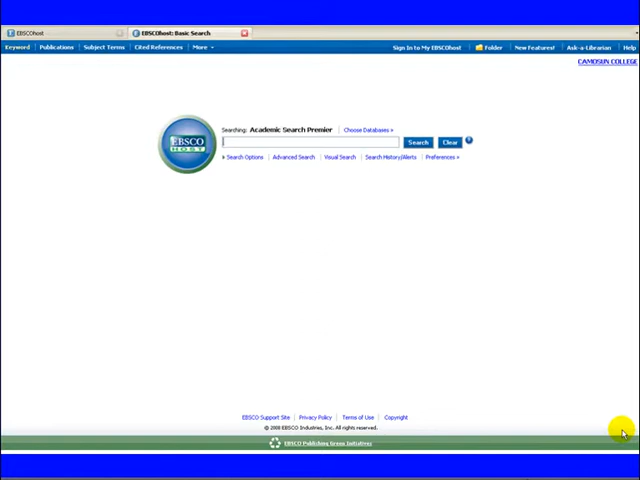 EBSCOhost
EBSCOhost: Basic Search
Keyword Publications Subject Terms Cited References More Sign In to My EBSCOhost Folder New Features! Ask-a-Librarian Help
CAMOSUN COLLEGE
Searching: Academic Search Premier Choose Databases »
EBSCO
HOST
Search Clear
Search Options Advanced Search Visual Search Search History/Alerts Preferences »
EBSCO Support Site Privacy Policy Terms of Use Copyright
© 2008 EBSCO Industries, Inc. All rights reserved.
EBSCO Publishing Green Initiatives